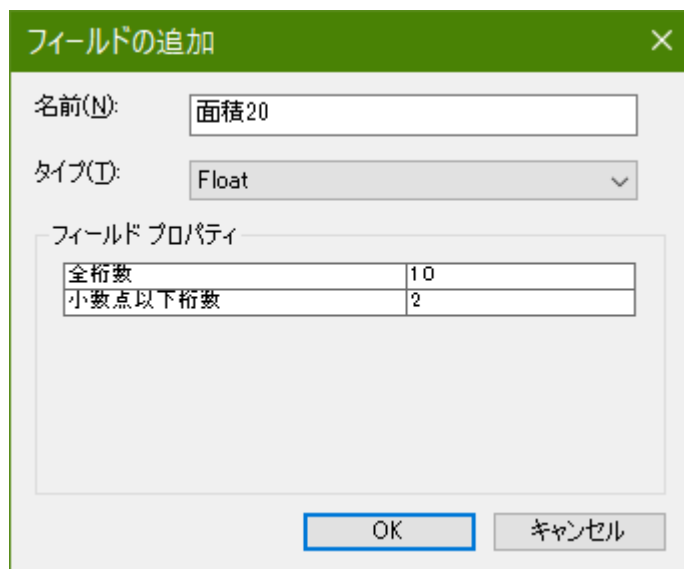 フィールドの追加
名前(N):
面積20
タイプ(T):
Float
フィールド プロパティ
全桁数 10
小数点以下桁数 2
OK キャンセル